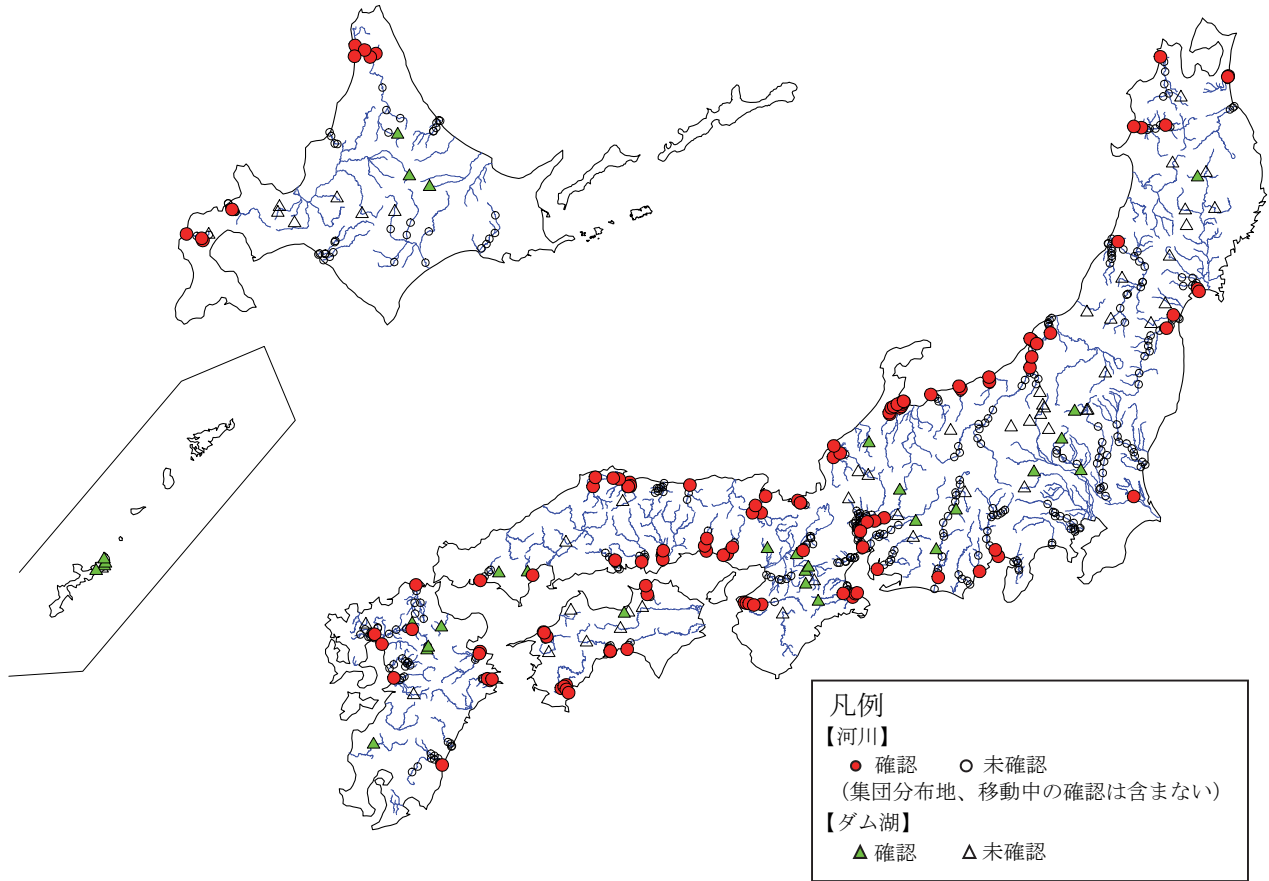 凡例
【河川】
確認 未確認
(集団分布地、移動中の確認は含まない)
【ダム湖】
確認 未確認